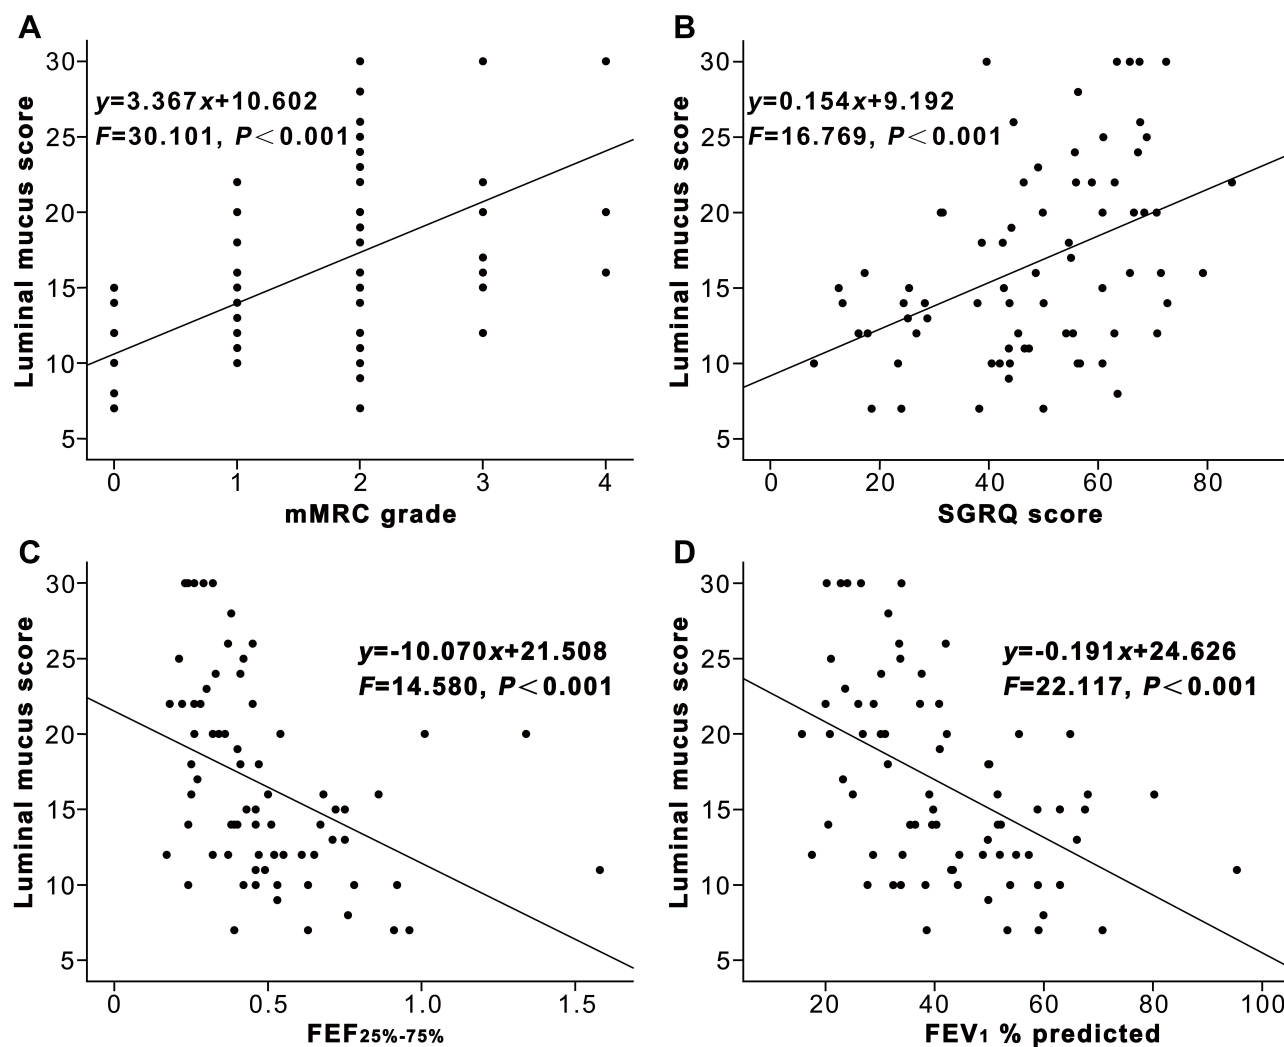 A
30
25
20
15
10
5
Luminal mucus score
y=3.367x+10.602
F=30.101, P<0.001
0 1 2 3 4
mMRC grade
B
30
25
20
15
10
5
Luminal mucus score
y=0.154x+9.192
F=16.769, P<0.001
0 20 40 60 80
SGRQ score
C
30
25
20
15
10
5
Luminal mucus score
y=-10.070x+21.508
F=14.580, P<0.001
0 0.5 1.0 1.5
FEF25%-75%
D
30
25
20
15
10
5
Luminal mucus score
y=-0.191x+24.626
F=22.117, P<0.001
20 40 60 80 100
FEV1 % predicted